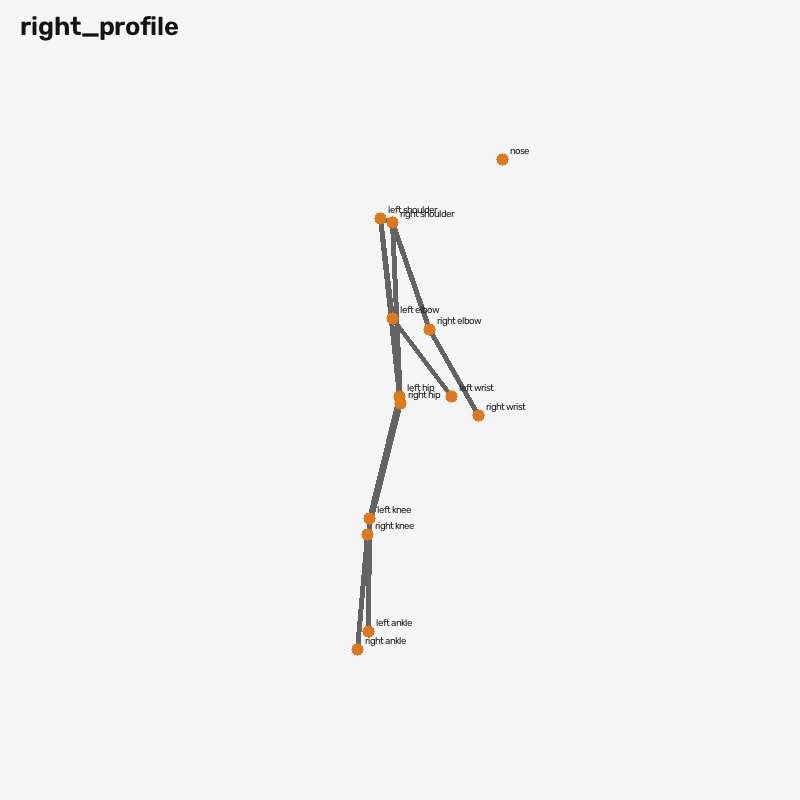 right_profile
nose
left shoulder
right shoulder
left elbow
right elbow
left hip
left wrist
right hip
right wrist
left knee
right knee
left ankle
right ankle